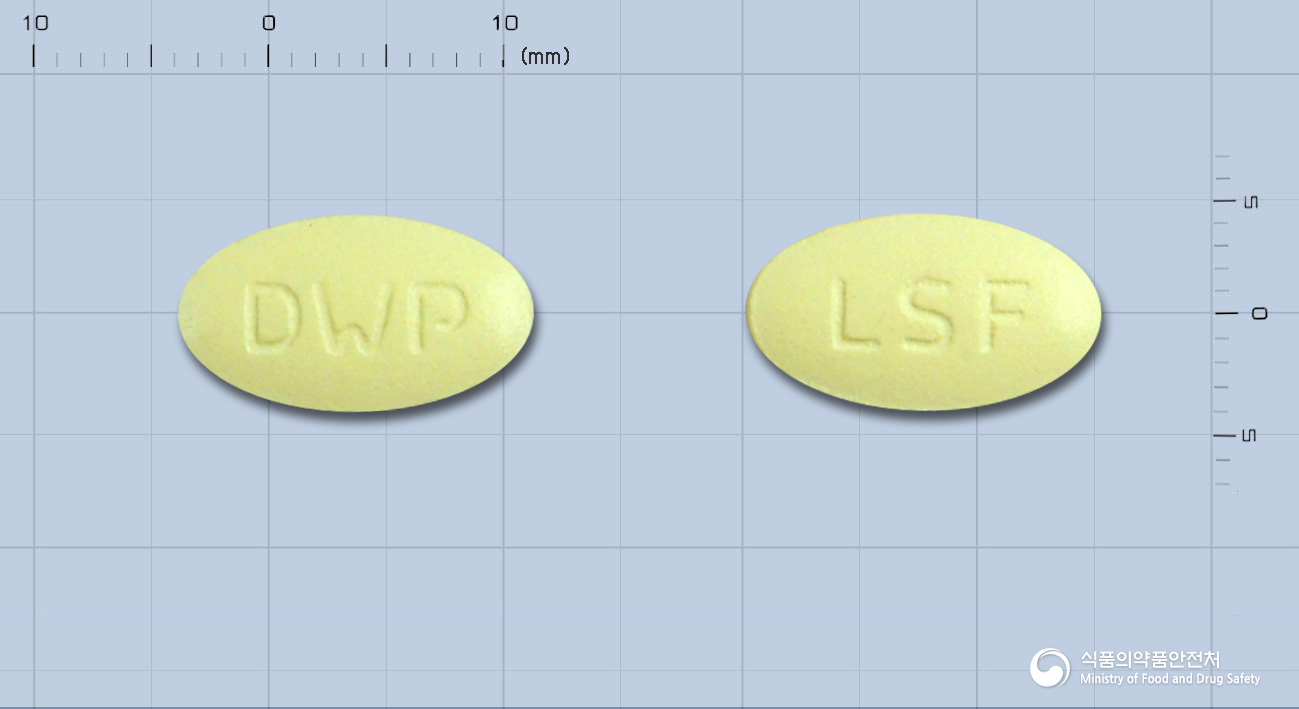 10 0 10
(mm)
DWP
LSF
5
0
5
식품의약품안전처
Ministry of Food and Drug Safety